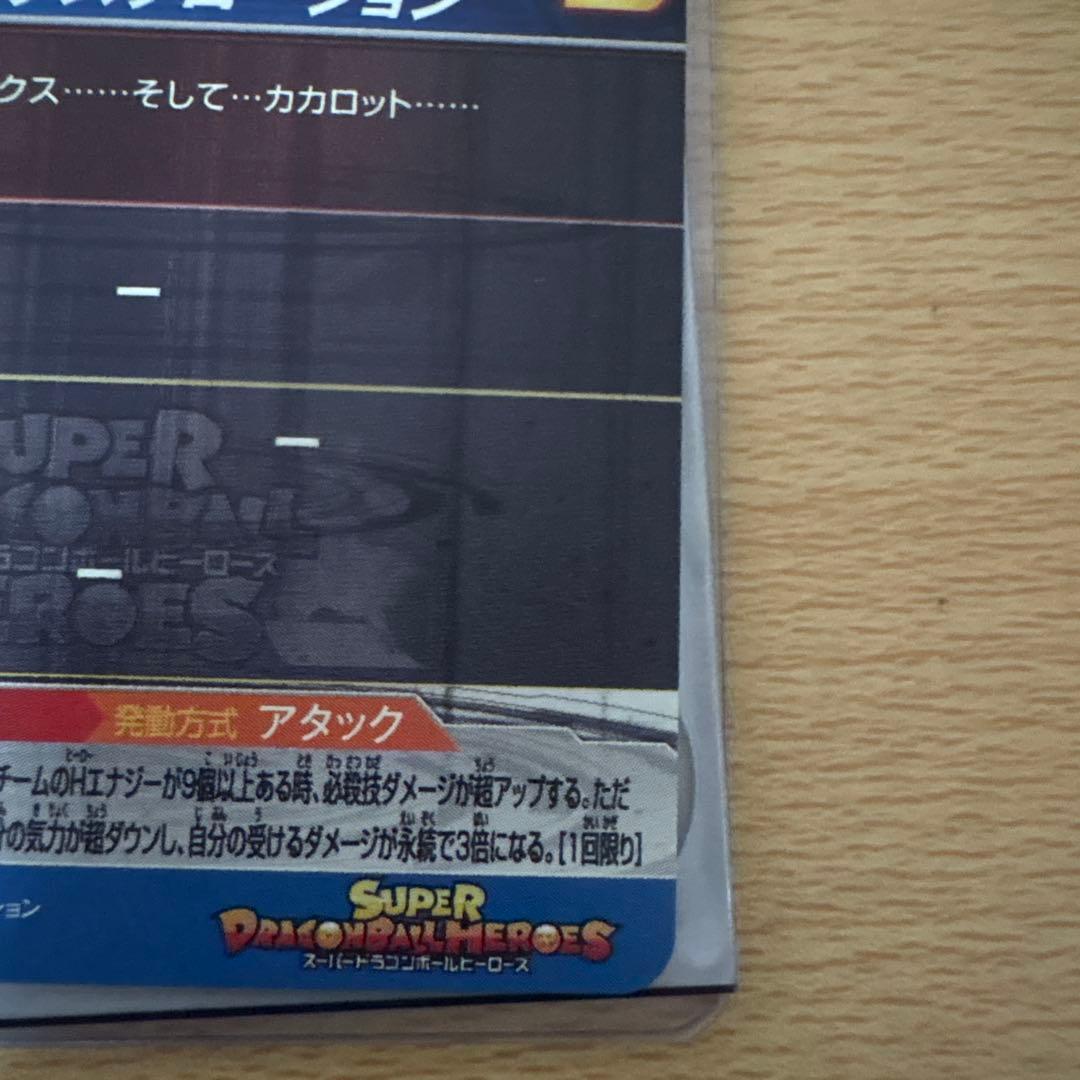 クス……そして…カカロット……
SUPER
ラゴンボールヒーローズ
発動方式 アタック
チームのHエナジーが9個以上ある時、必殺技ダメージが超アップする。ただ
の気力が超ダウンし、自分の受けるダメージが永続で3倍になる。[1回限り]
ション
SUPER
DRAGONBALL HEROES
スーパードラゴンボールヒーローズ